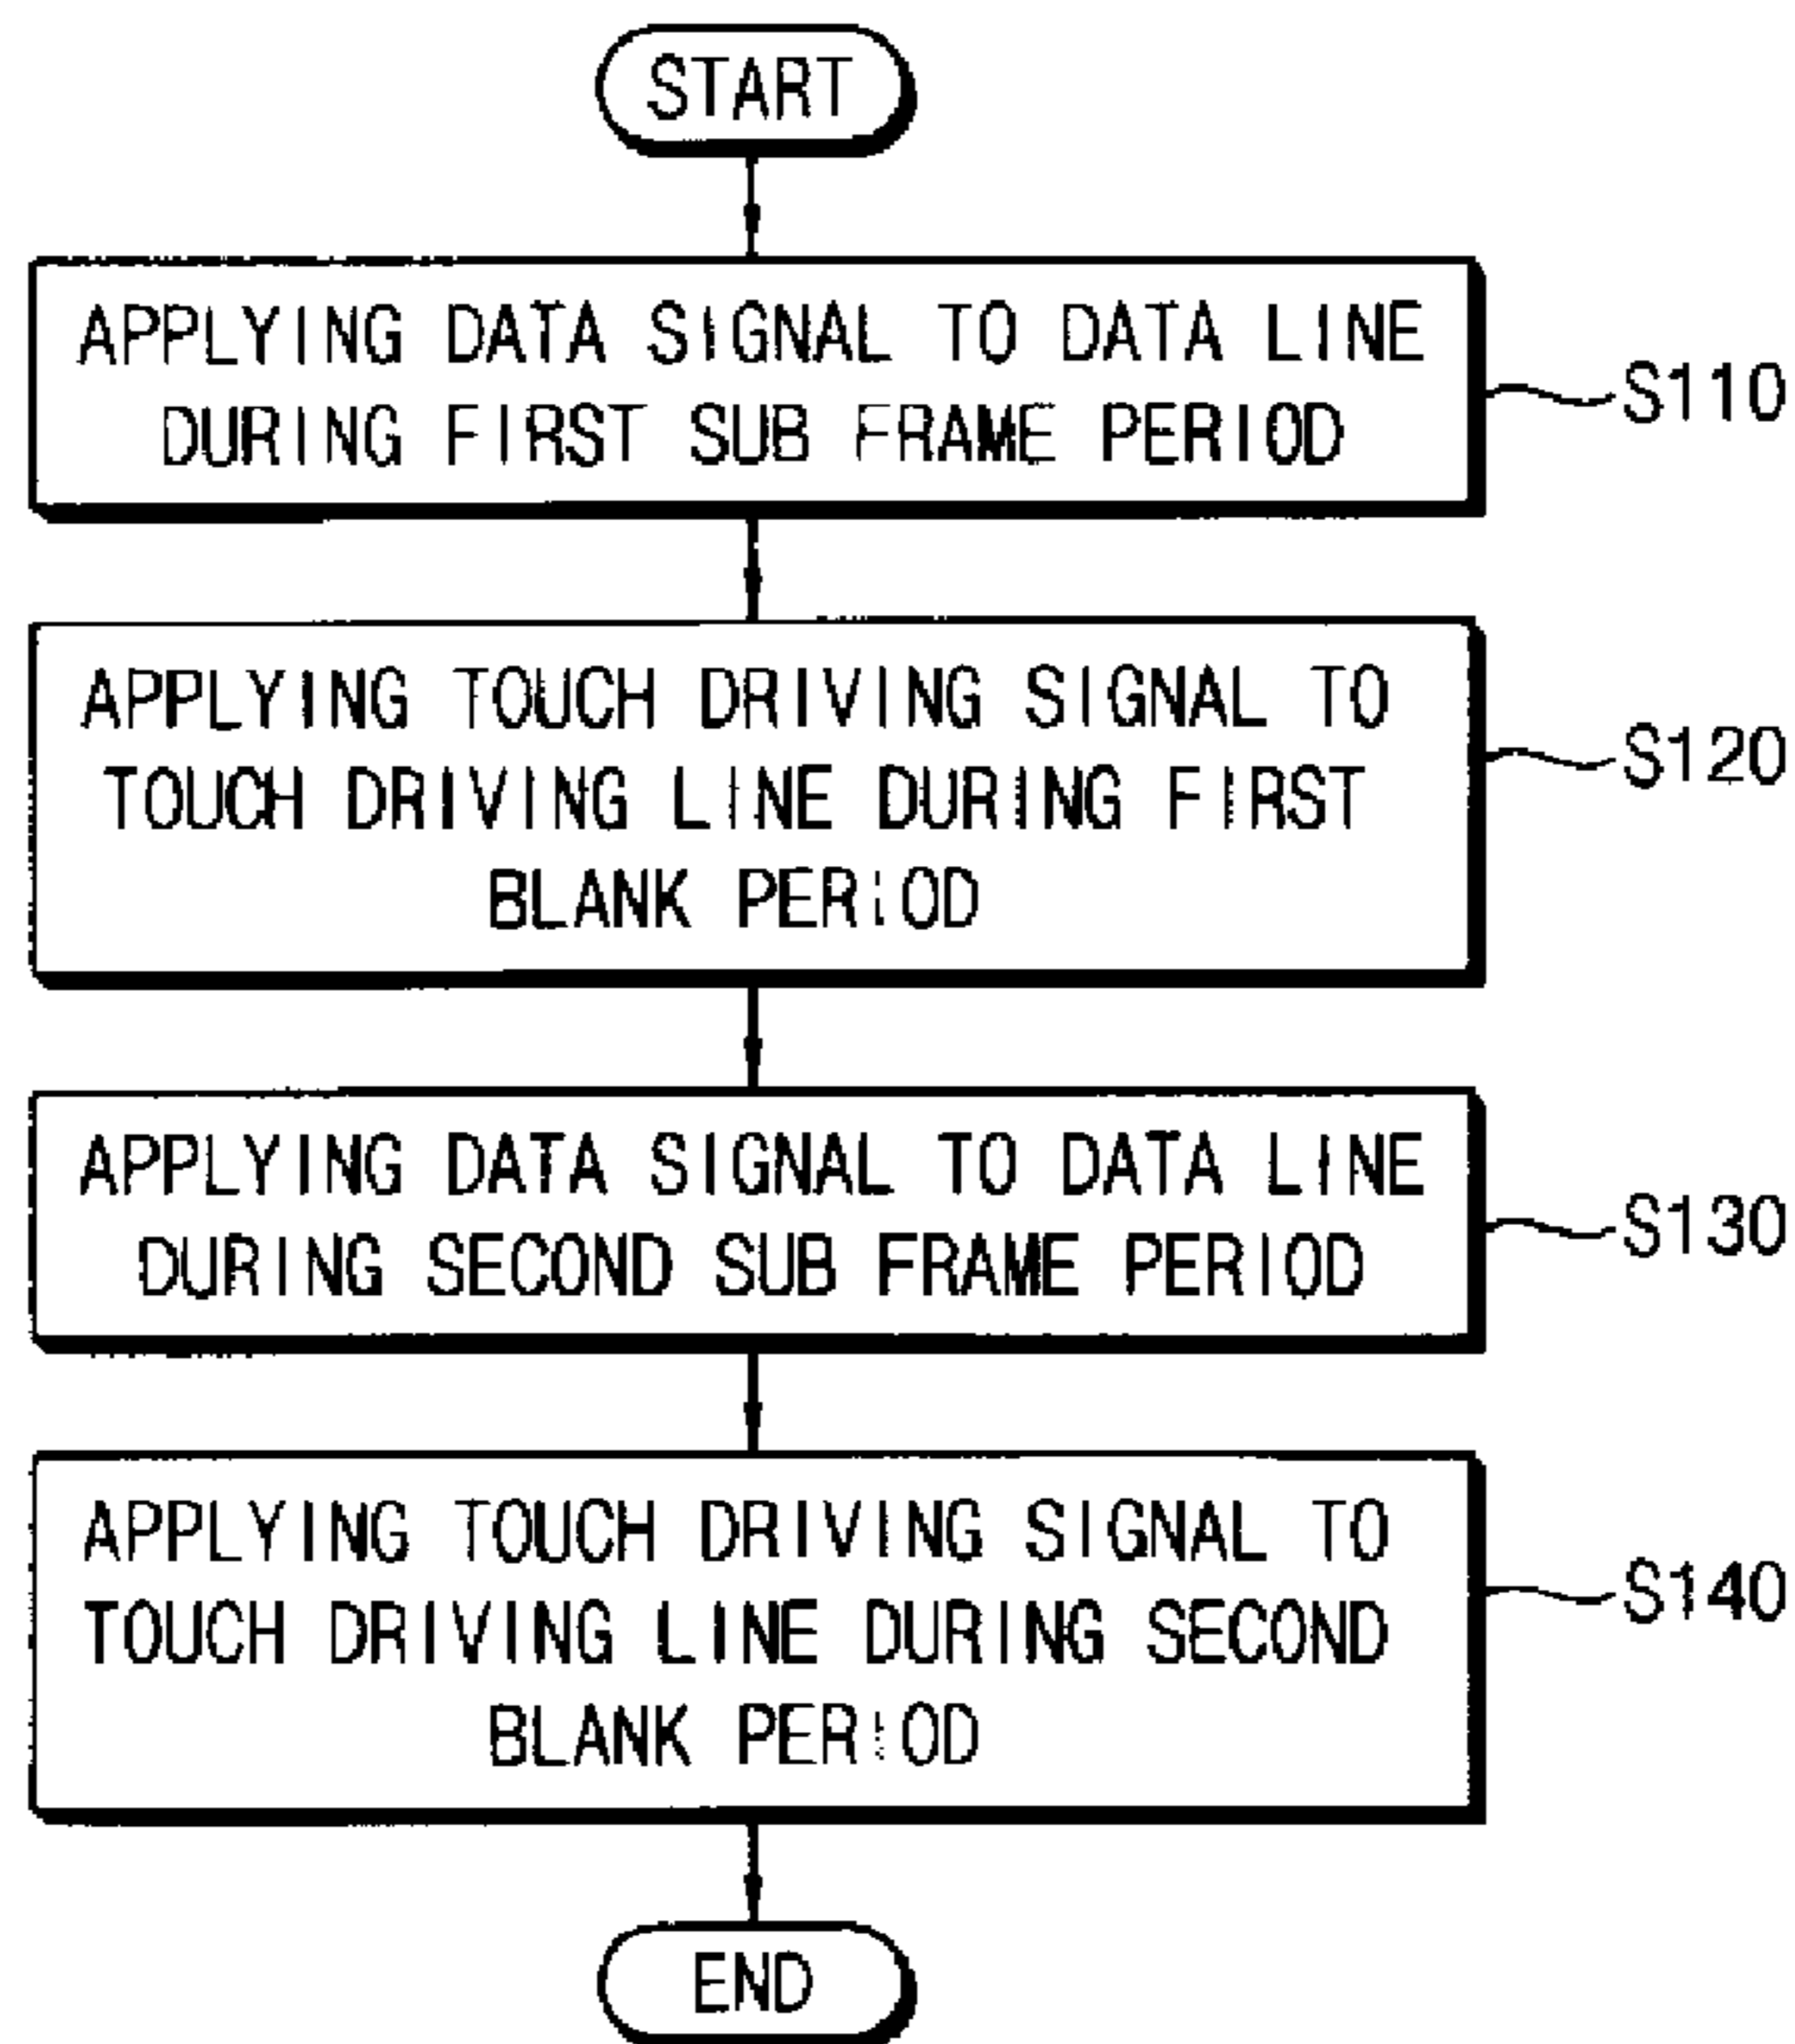 START
APPLYING DATA SIGNAL TO DATA LINE
DURING FIRST SUB FRAME PERIOD
S110
APPLYING TOUCH DRIVING SIGNAL TO
TOUCH DRIVING LINE DURING FIRST
BLANK PERIOD
S120
APPLYING DATA SIGNAL TO DATA LINE
DURING SECOND SUB FRAME PERIOD
S130
APPLYING TOUCH DRIVING SIGNAL TO
TOUCH DRIVING LINE DURING SECOND
BLANK PERIOD
S140
END